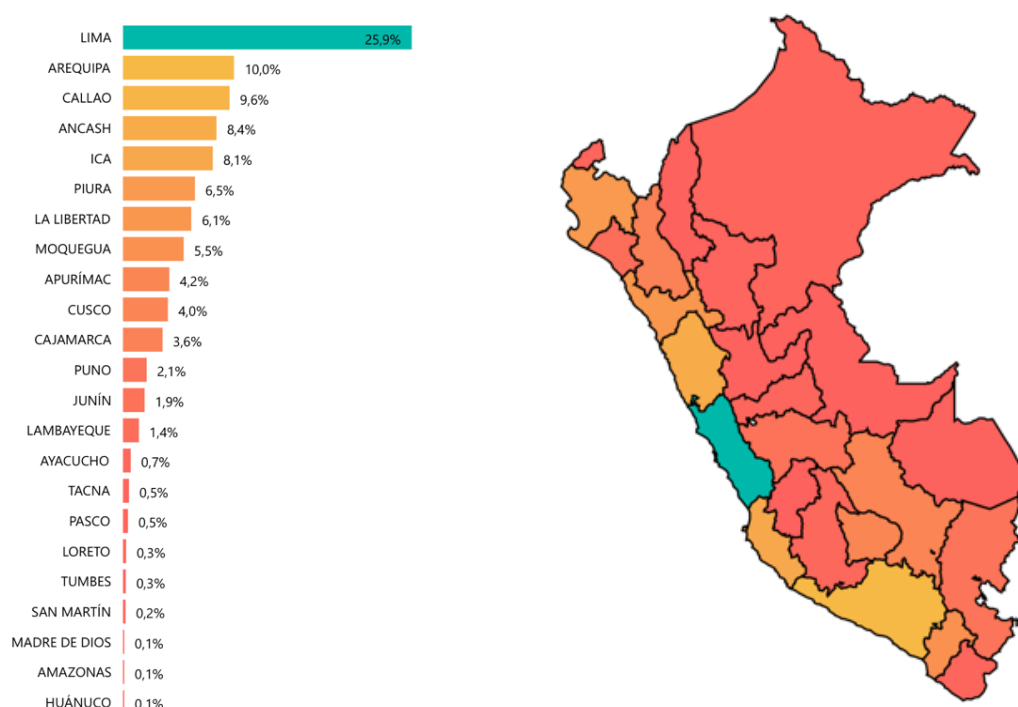 LIMA 25,9%
AREQUIPA 10,0%
CALLAO 9,6%
ANCASH 8,4%
ICA 8,1%
PIURA 6,5%
LA LIBERTAD 6,1%
MOQUEGUA 5,5%
APURÍMAC 4,2%
CUSCO 4,0%
CAJAMARCA 3,6%
PUNO 2,1%
JUNÍN 1,9%
LAMBAYEQUE 1,4%
AYACUCHO 0,7%
TACNA 0,5%
PASCO 0,5%
LORETO 0,3%
TUMBES 0,3%
SAN MARTÍN 0,2%
MADRE DE DIOS 0,1%
AMAZONAS 0,1%
HUÁNUCO 0,1%